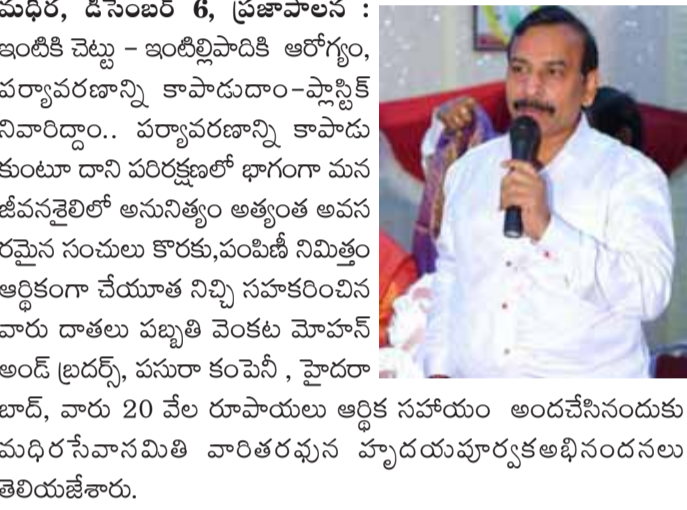 మధిర, డిసెంబర్ 6, ప్రజాపాలన :
ఇంటికి చెట్టు – ఇంటిల్లిపాదికి ఆరోగ్యం,
పర్యావరణాన్ని కాపాడుదాం-ప్లాస్టిక్
నివారిద్దాం.. పర్యావరణాన్ని కాపాడు
కుంటూ దాని పరిరక్షణలో భాగంగా మన
జీవనశైలిలో అనునిత్యం అత్యంత అవస
రమైన సంచులు కొరకు,పంపిణీ నిమిత్తం
ఆర్థికంగా చేయూత నిచ్చి సహకరించిన
వారు దాతలు పబ్బతి వెంకట మోహన్
అండ్ బ్రదర్స్, పసురా కంపెనీ , హైదరా
బాద్, వారు 20 వేల రూపాయలు ఆర్థిక సహాయం అందచేసినందుకు
మధిరసేవాసమితి వారితరవున హృదయపూర్వకఅభినందనలు
తెలియజేశారు.